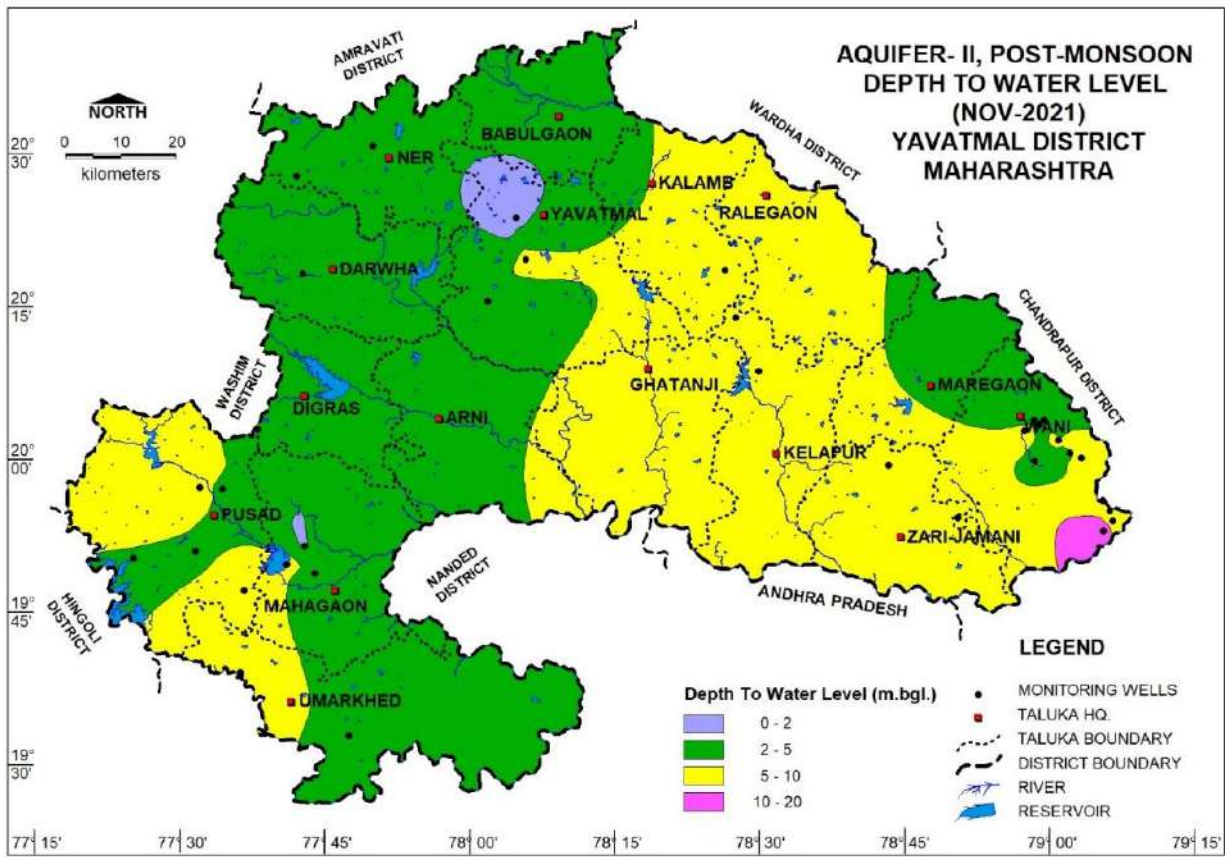 AQUIFER- II, POST-MONSOON
DEPTH TO WATER LEVEL
(NOV-2021)
YAVATMAL DISTRICT
MAHARASHTRA
NORTH
0 10 20
kilometers
AMRAVATI
DISTRICT
WARDHA DISTRICT
CHANDRAPUR DISTRICT
WASHIM
DISTRICT
HINGOLI
DISTRICT
NANDED
DISTRICT
ANDHRA PRADESH
BABULGAON
NER
KALAMB
RALEGAON
YAVATMAL
DARWHA
DIGRAS
ARNI
GHATANJI
MAREGAON
WANI
KELAPUR
PUSAD
ZARI-JAMANI
MAHAGAON
UMARKHED
20°
30'
20°
15'
20°
00'
19°
45'
19°
30'
77° 15'
77° 30'
77° 45'
78° 00'
78° 15'
78° 30'
78° 45'
79° 00'
79° 15'
Depth To Water Level (m.bgl.)
0 - 2
2 - 5
5 - 10
10 - 20
LEGEND
MONITORING WELLS
TALUKA HQ.
TALUKA BOUNDARY
DISTRICT BOUNDARY
RIVER
RESERVOIR